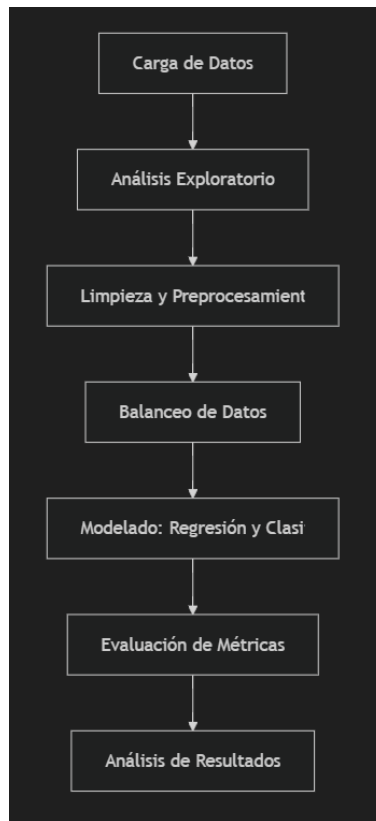 Carga de Datos
Análisis Exploratorio
Limpieza y Preprocesamient
Balanceo de Datos
Modelado: Regresión y Clasi
Evaluación de Métricas
Análisis de Resultados